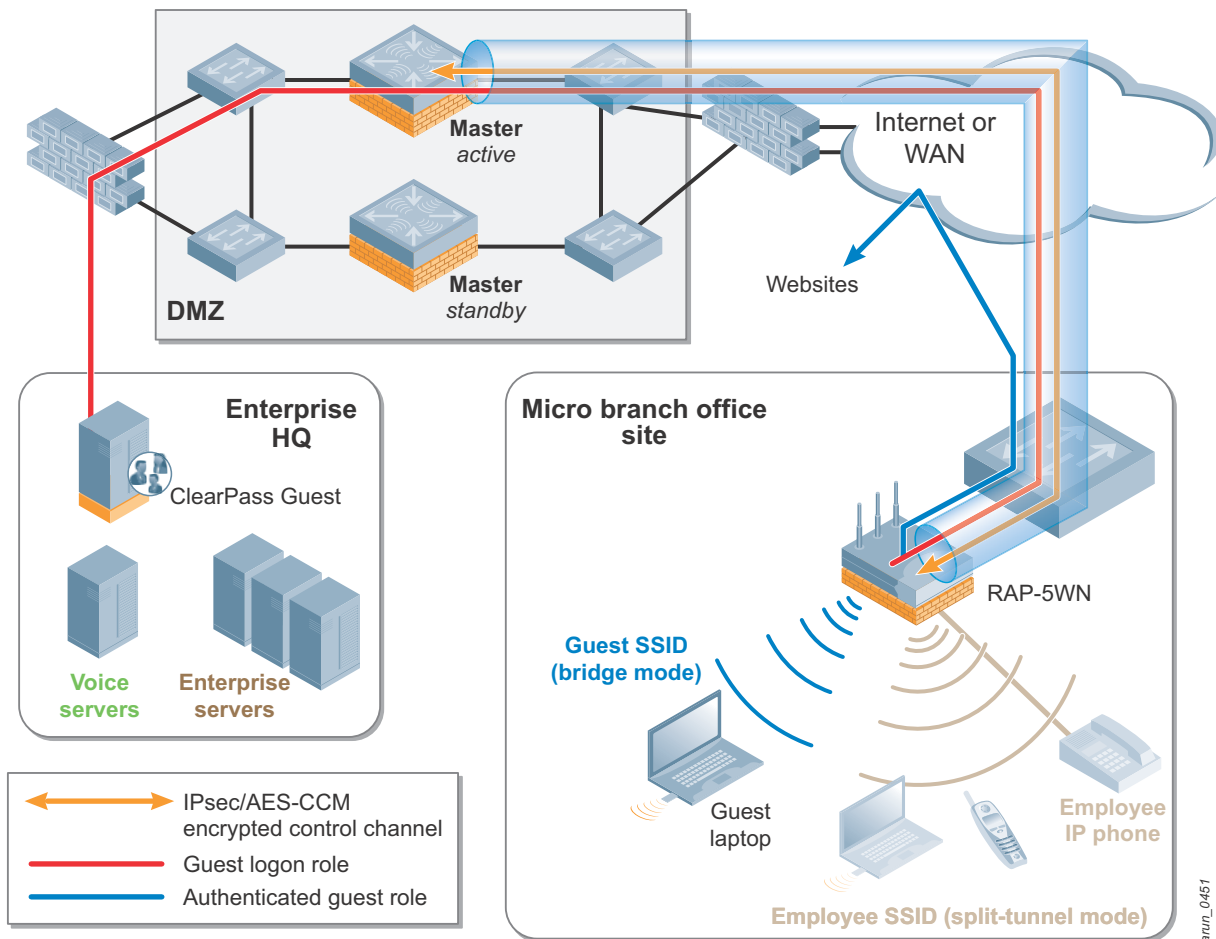 Master
active
Master
standby
DMZ
Internet or
WAN
Websites
Enterprise
HQ
ClearPass Guest
Voice
servers
Enterprise
servers
Micro branch office
site
RAP-5WN
Guest SSID
(bridge mode)
Guest
laptop
Employee
IP phone
Employee SSID (split-tunnel mode)
IPsec/AES-CCM
encrypted control channel
Guest logon role
Authenticated guest role
arun_0451